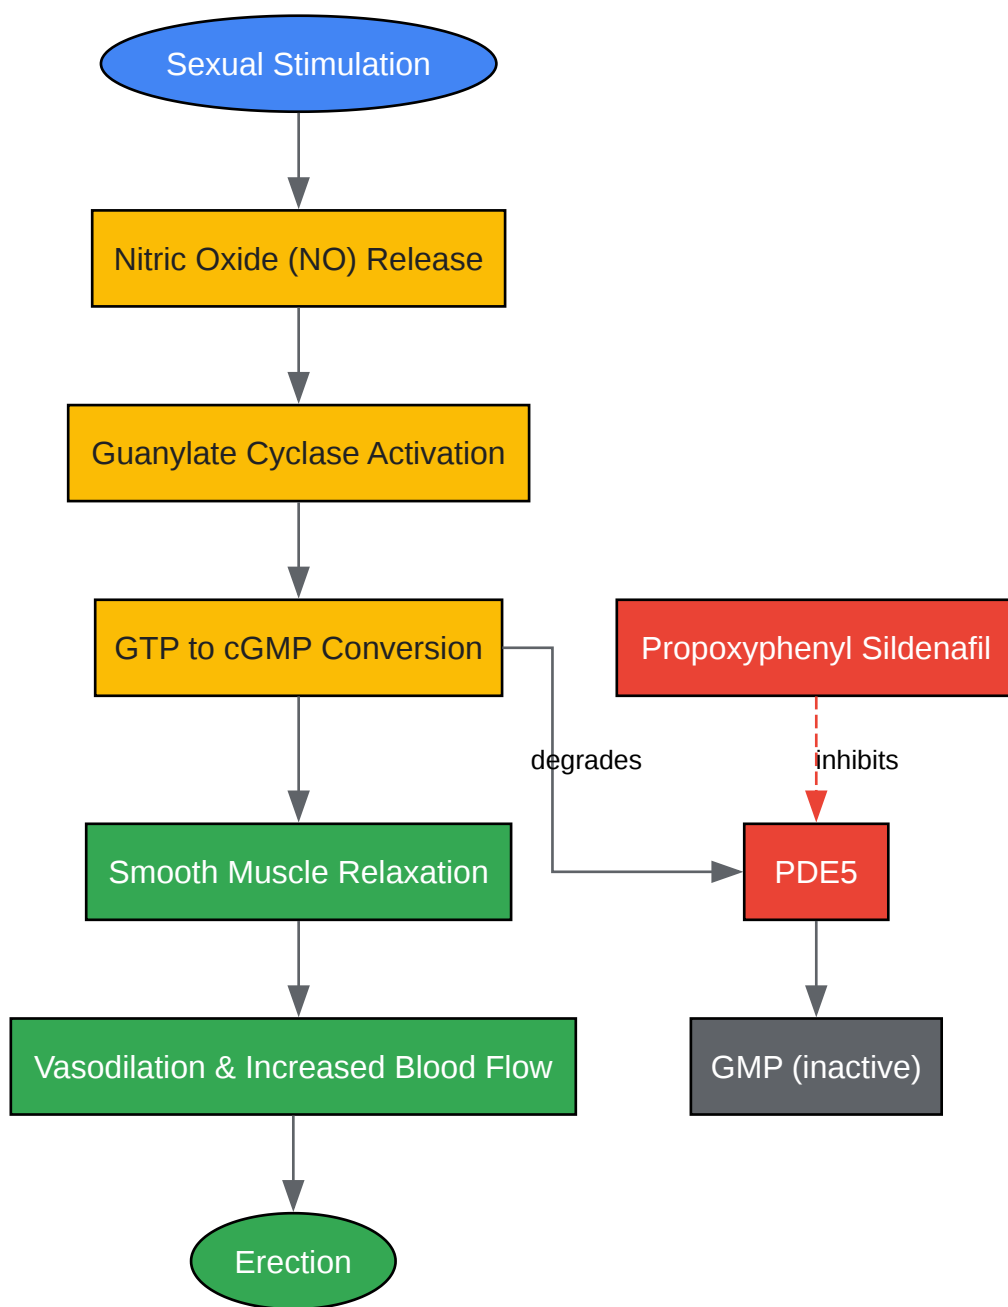 Sexual Stimulation
Nitric Oxide (NO) Release
Guanylate Cyclase Activation
GTP to cGMP Conversion
Propoxyphenyl Sildenafil
degrades
inhibits
Smooth Muscle Relaxation
PDE5
Vasodilation & Increased Blood Flow
GMP (inactive)
Erection